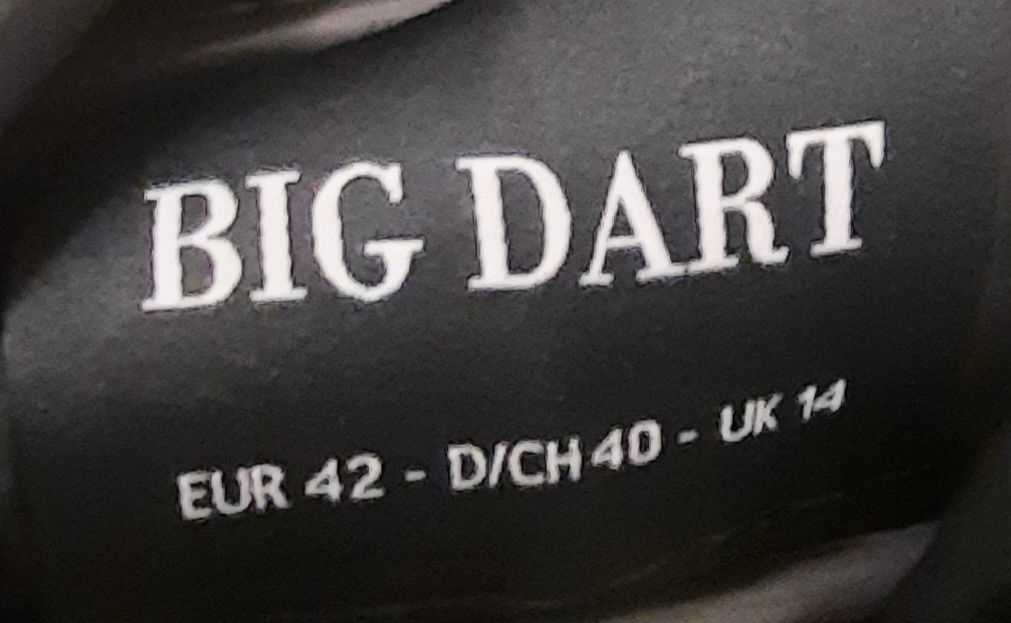 BIG DART
EUR 42 - D/CH 40 - UK 14